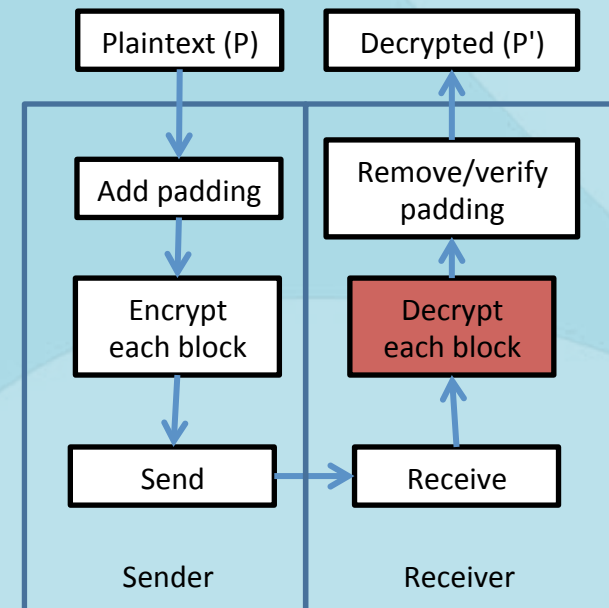 Plaintext (P)
Decrypted (P')
Add padding
Remove/verify
padding
Encrypt
each block
Decrypt
each block
Send
Receive
Sender
Receiver